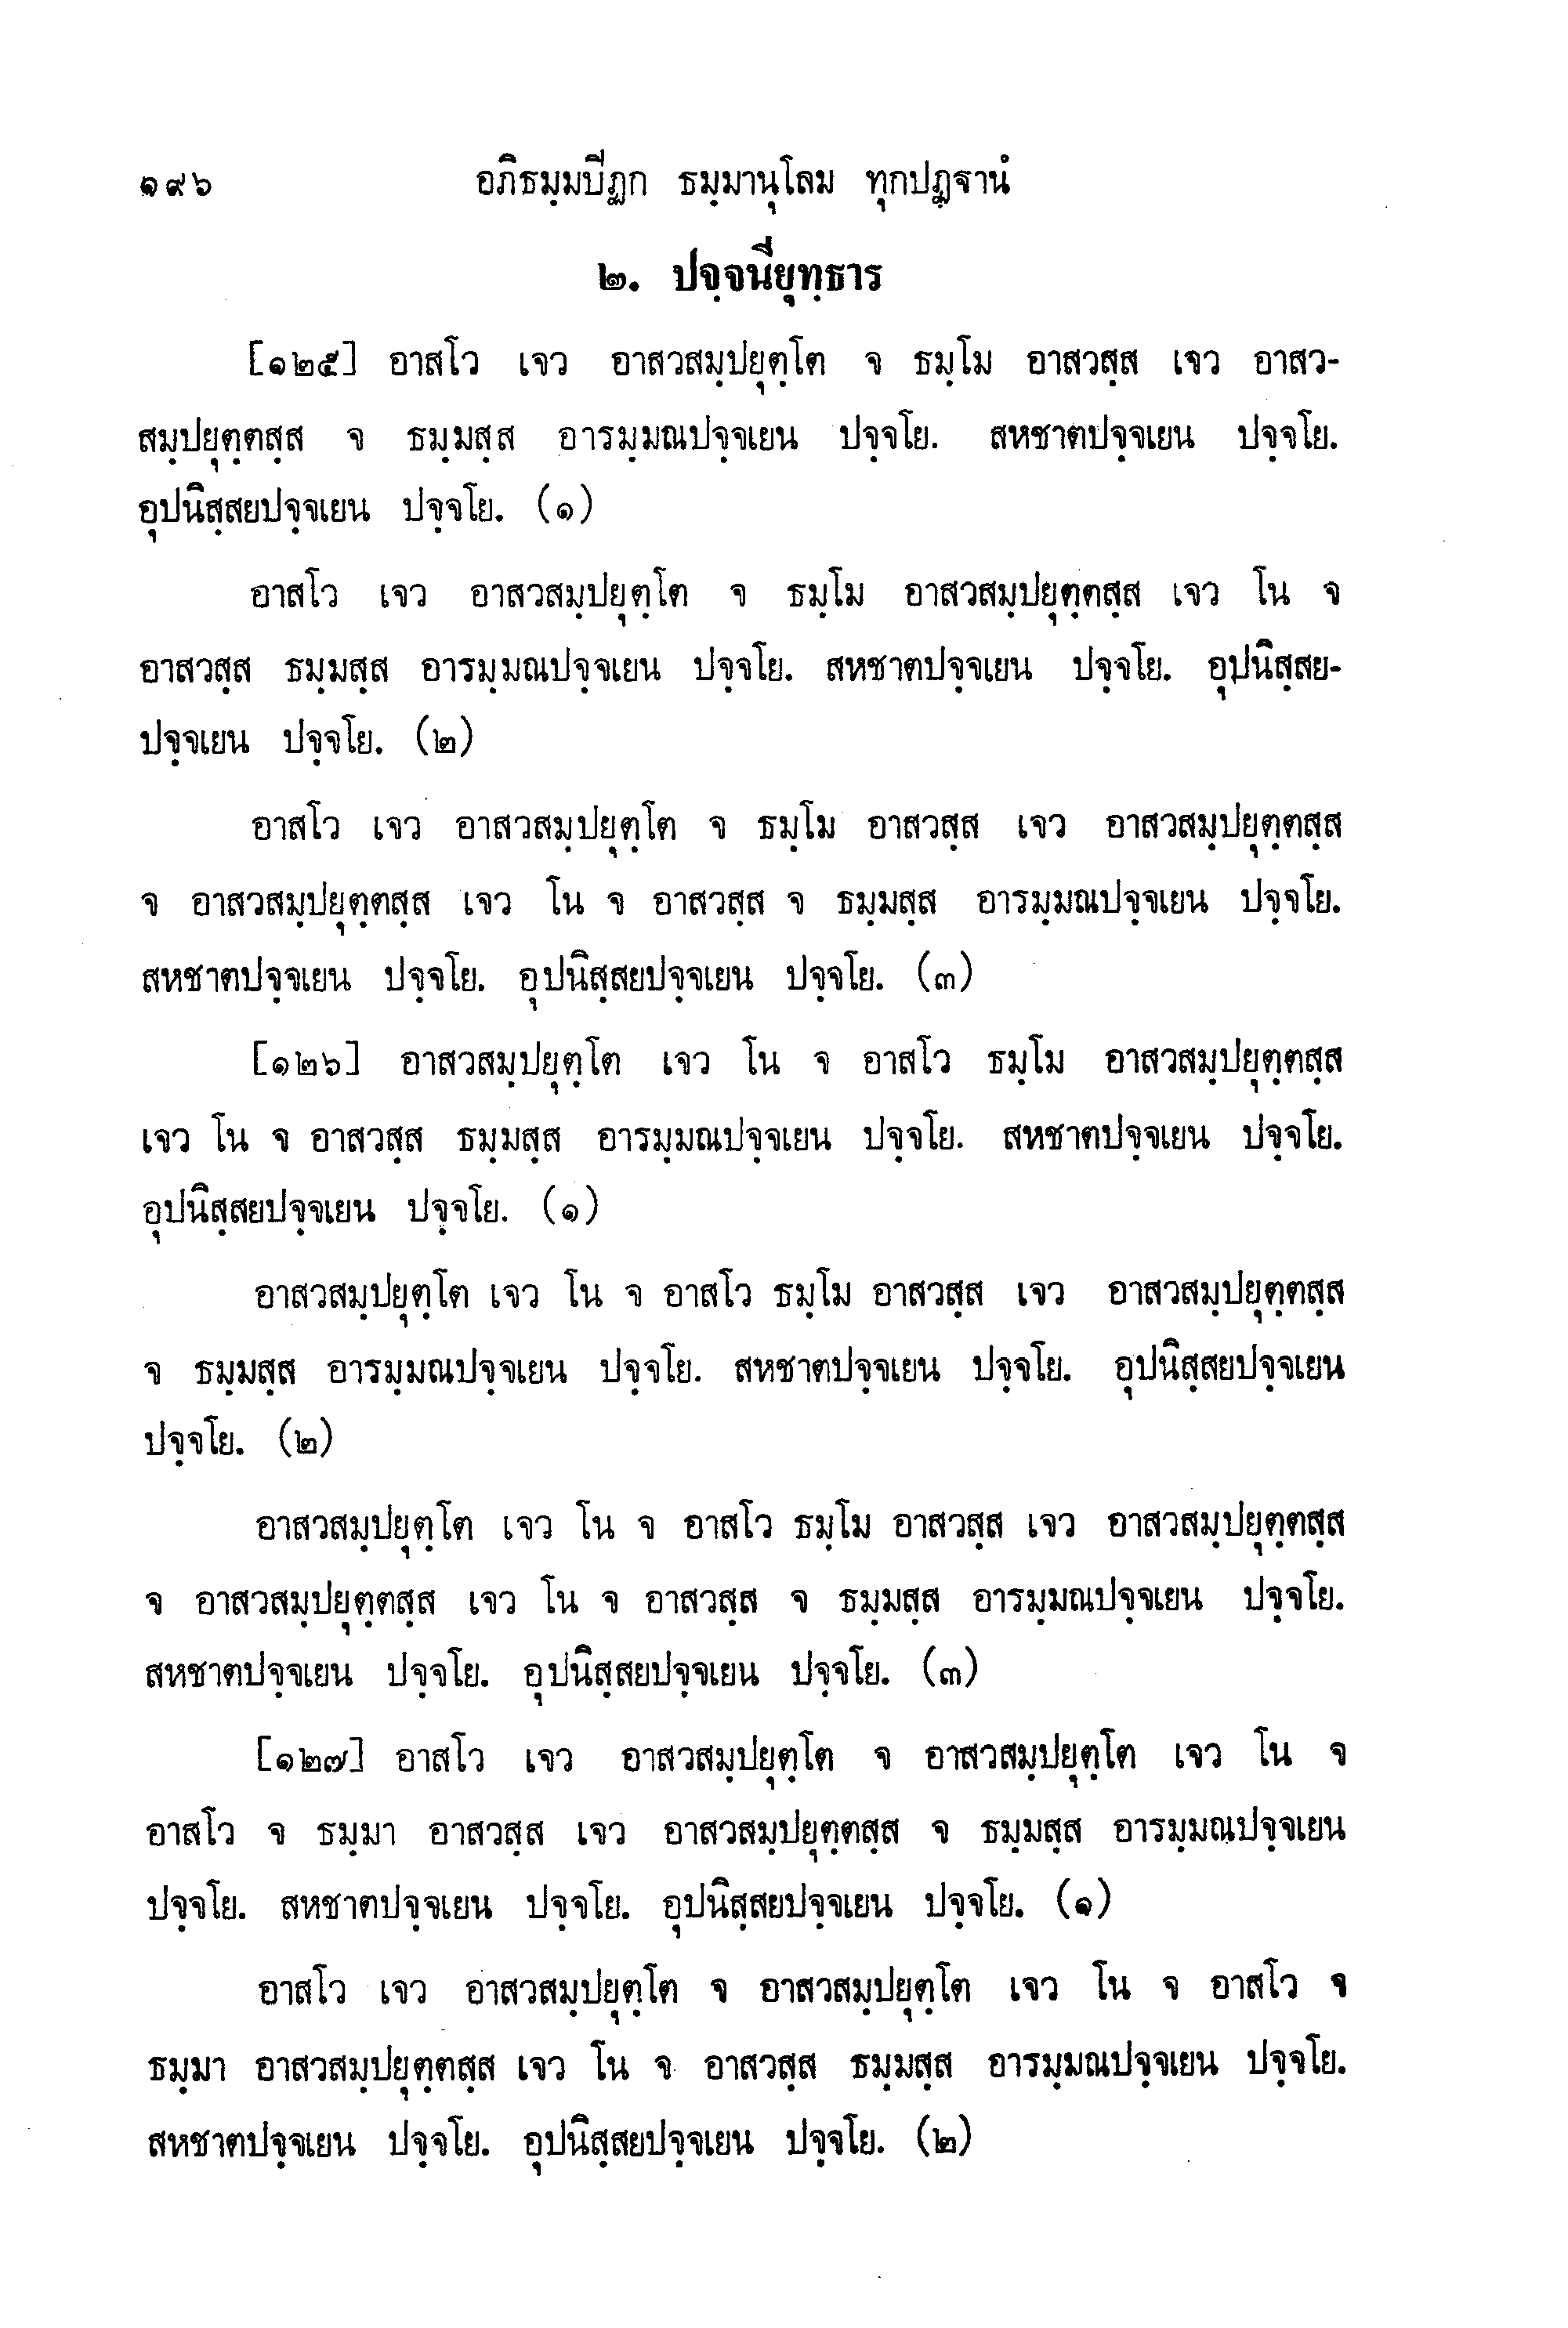 ๑๙๖ อภิธมฺมปีฏก ธมฺมานุโลม ทุกปฏฺฐานํ
๒. ปจฺจนียุทฺธาร
[๑๒๕] อาสโว เจว อาสวสมฺปยุตฺโต จ ธมฺโม อาสวสฺส เจว อาสว-
สมฺปยุตฺตสฺส จ ธมฺมสฺส อารมฺมณปจฺจเยน ปจฺจโย. สหชาตปจฺจเยน ปจฺจโย.
อุปนิสฺสยปจฺจเยน ปจฺจโย. (๑)
อาสโว เจว อาสวสมฺปยุตฺโต จ ธมฺโม อาสวสมฺปยุตฺตสฺส เจว โน จ
อาสวสฺส ธมฺมสฺส อารมฺมณปจฺจเยน ปจฺจโย. สหชาตปจฺจเยน ปจฺจโย. อุปนิสฺสย-
ปจฺจเยน ปจฺจโย. (๒)
อาสโว เจว อาสวสมฺปยุตฺโต จ ธมฺโม อาสวสฺส เจว อาสวสมฺปยุตฺตสฺส
จ อาสวสมฺปยุตฺตสฺส เจว โน จ อาสวสฺส จ ธมฺมสฺส อารมฺมณปจฺจเยน ปจฺจโย.
สหชาตปจฺจเยน ปจฺจโย. อุปนิสฺสยปจฺจเยน ปจฺจโย. (๓)
[๑๒๖] อาสวสมฺปยุตฺโต เจว โน จ อาสโว ธมฺโม อาสวสมฺปยุตฺตสฺส
เจว โน จ อาสวสฺส ธมฺมสฺส อารมฺมณปจฺจเยน ปจฺจโย. สหชาตปจฺจเยน ปจฺจโย.
อุปนิสฺสยปจฺจเยน ปจฺจโย. (๑)
อาสวสมฺปยุตฺโต เจว โน จ อาสโว ธมฺโม อาสวสฺส เจว อาสวสมฺปยุตฺตสฺส
จ ธมฺมสฺส อารมฺมณปจฺจเยน ปจฺจโย. สหชาตปจฺจเยน ปจฺจโย. อุปนิสฺสยปจฺจเยน
ปจฺจโย. (๒)
อาสวสมฺปยุตฺโต เจว โน จ อาสโว ธมฺโม อาสวสฺส เจว อาสวสมฺปยุตฺตสฺส
จ อาสวสมฺปยุตฺตสฺส เจว โน จ อาสวสฺส จ ธมฺมสฺส อารมฺมณปจฺจเยน ปจฺจโย.
สหชาตปจฺจเยน ปจฺจโย. อุปนิสฺสยปจฺจเยน ปจฺจโย. (๓)
[๑๒๗] อาสโว เจว อาสวสมฺปยุตฺโต จ อาสวสมฺปยุตฺโต เจว โน จ
อาสโว จ ธมฺมา อาสวสฺส เจว อาสวสมฺปยุตฺตสฺส จ ธมฺมสฺส อารมฺมณปจฺจเยน
ปจฺจโย. สหชาตปจฺจเยน ปจฺจโย. อุปนิสฺสยปจฺจเยน ปจฺจโย. (๑)
อาสโว เจว อาสวสมฺปยุตฺโต จ อาสวสมฺปยุตฺโต เจว โน จ อาสโว จ
ธมฺมา อาสวสมฺปยุตฺตสฺส เจว โน จ อาสวสฺส ธมฺมสฺส อารมฺมณปจฺจเยน ปจฺจโย.
สหชาตปจฺจเยน ปจฺจโย. อุปนิสฺสยปจฺจเยน ปจฺจโย. (๒)